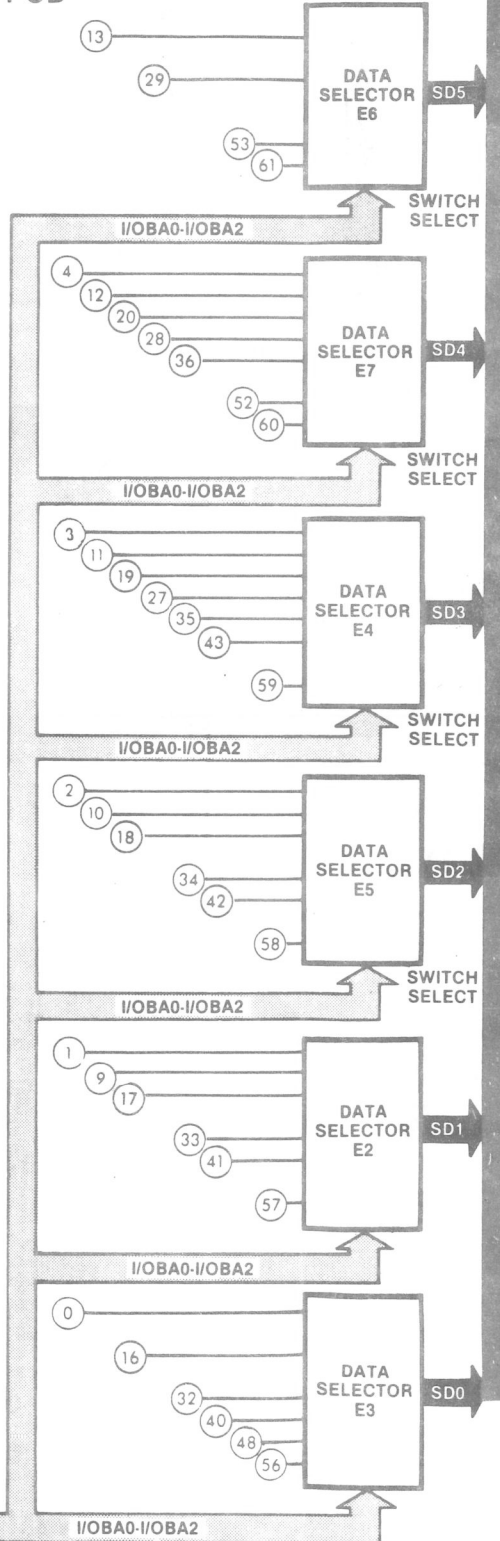 13
29
53
61
DATA
SELECTOR
E6
SD5
SWITCH
SELECT
I/OBA0-I/OBA2
4
12
20
28
36
52
60
DATA
SELECTOR
E7
SD4
SWITCH
SELECT
I/OBA0-I/OBA2
3
11
19
27
35
43
59
DATA
SELECTOR
E4
SD3
SWITCH
SELECT
I/OBA0-I/OBA2
2
10
18
34
42
58
DATA
SELECTOR
E5
SD2
SWITCH
SELECT
I/OBA0-I/OBA2
1
9
17
33
41
57
DATA
SELECTOR
E2
SD1
I/OBA0-I/OBA2
0
16
32
40
48
56
DATA
SELECTOR
E3
SD0
I/OBA0-I/OBA2